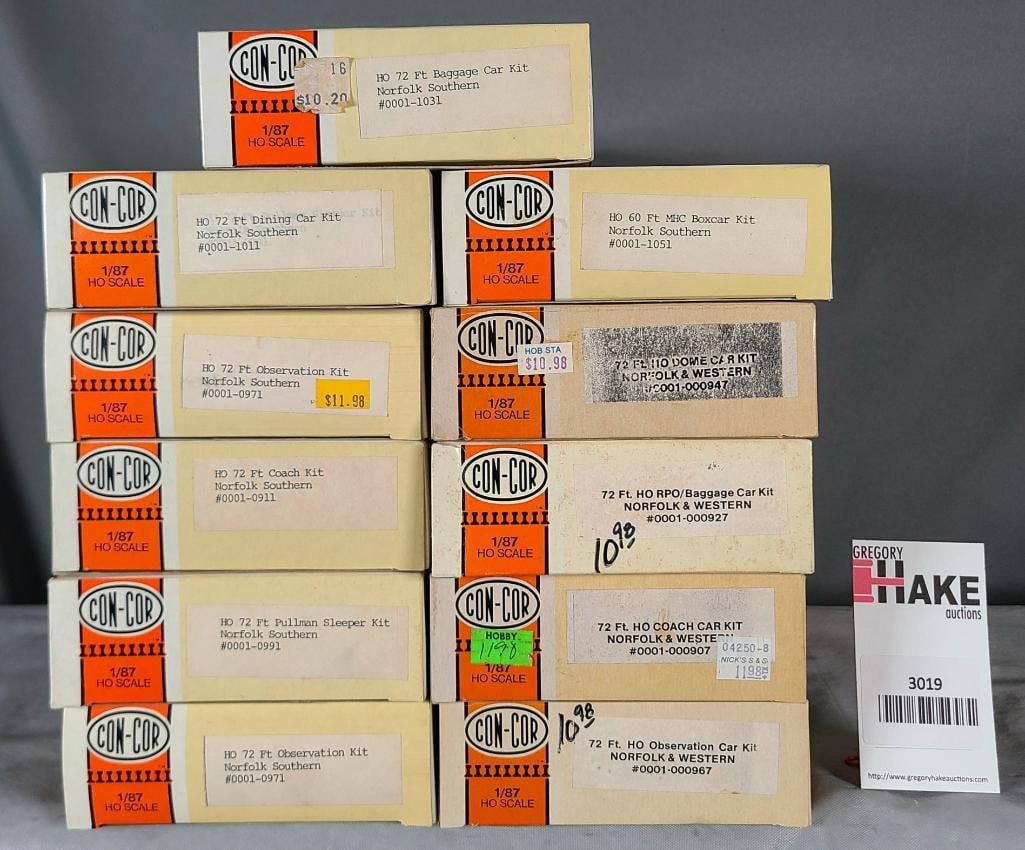 CON-COR
16
$10.20
1/87
HO SCALE
HO 72 Ft Baggage Car Kit
Norfolk Southern
#0001-1031
CON-COR
1/87
HO SCALE
HO 72 Ft Dining Car Kit
Norfolk Southern
#0001-1011
CON-COR
1/87
HO SCALE
HO 60 Ft MHC Boxcar Kit
Norfolk Southern
#0001-1051
CON-COR
1/87
HO SCALE
HO 72 Ft Observation Kit
Norfolk Southern
#0001-0971
$11.98
CON-COR
HOB STA
$10.98
1/87
HO SCALE
72 Ft. HO DOME CAR KIT
NORFOLK & WESTERN
#0001-000947
CON-COR
1/87
HO SCALE
HO 72 Ft Coach Kit
Norfolk Southern
#0001-0911
CON-COR
1/87
HO SCALE
72 Ft. HO RPO/Baggage Car Kit
NORFOLK & WESTERN
#0001-000927
10 98
CON-COR
1/87
HO SCALE
HO 72 Ft Pullman Sleeper Kit
Norfolk Southern
#0001-0991
CON-COR
HOBBY
1198
1/87
HO SCALE
72 Ft. HO COACH CAR KIT
NORFOLK & WESTERN
#0001-000907
04250-8
NICK'S S & S
11.98
CON-COR
1/87
HO SCALE
HO 72 Ft Observation Kit
Norfolk Southern
#0001-0971
CON-COR
1/87
HO SCALE
10 98
72 Ft. HO Observation Car Kit
NORFOLK & WESTERN
#0001-000967
GREGORY
HAKE
auctions
3019
http://www.gregoryhakeauctions.com